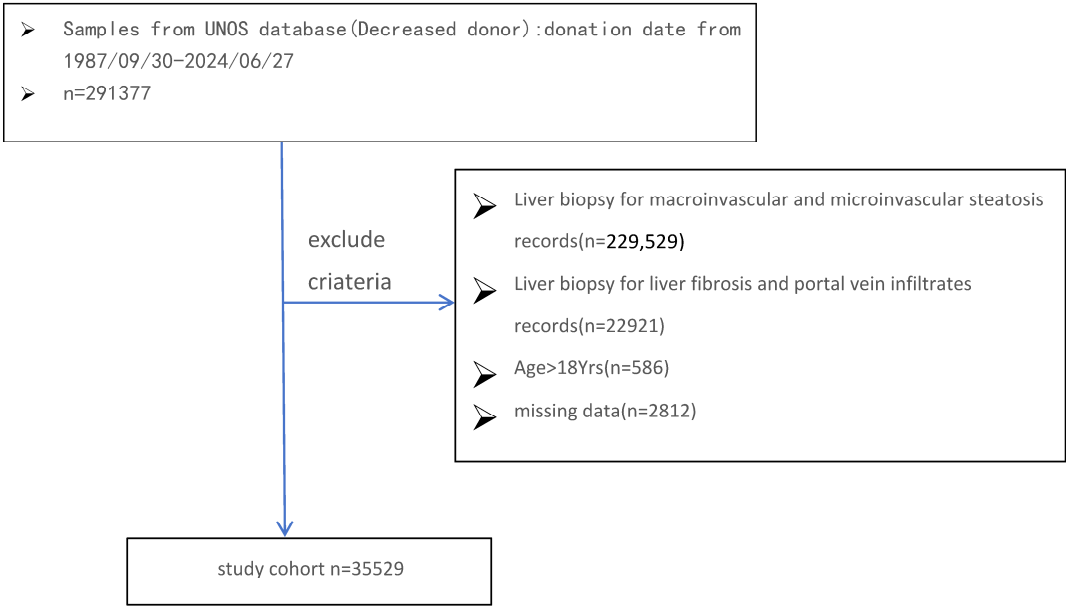 Samples from UNOS database(Decreased donor):donation date from
1987/09/30-2024/06/27
n=291377
exclude
criateria
Liver biopsy for macroinvascular and microinvascular steatosis
records(n=229,529)
Liver biopsy for liver fibrosis and portal vein infiltrates
records(n=22921)
Age>18Yrs(n=586)
missing data(n=2812)
study cohort n=35529